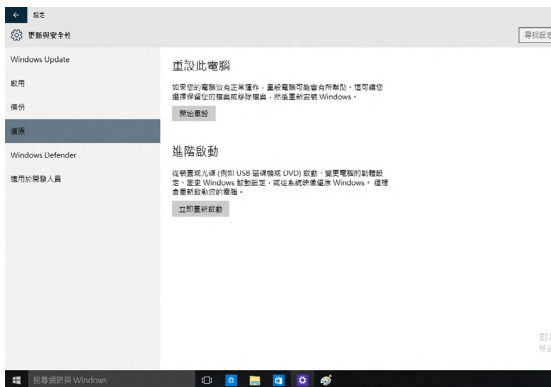 設定
更新與安全性
尋找設定
Windows Update
啟用
備份
復原
Windows Defender
適用於開發人員
重設此電腦
如果您的電腦沒有正常運作，重設電腦可能會有所幫助。這可讓您
選擇保留您的檔案或移除檔案，然後重新安裝 Windows。
開始重設
進階啟動
從裝置或光碟 (例如 USB 磁碟機或 DVD) 啟動、變更電腦的韌體設
定、變更 Windows 啟動設定，或從系統映像還原 Windows。這樣
會重新啟動您的電腦。
立即重新啟動
搜尋網路與 Windows